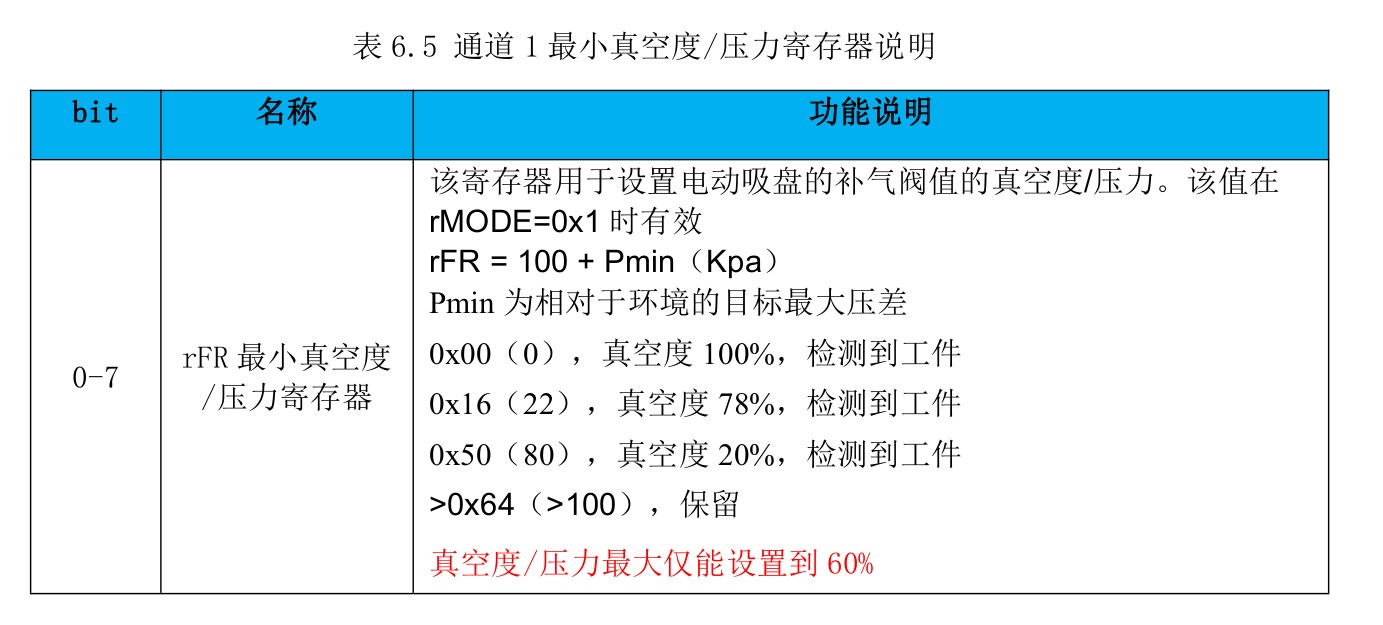 表 6.5 通道 1 最小真空度/压力寄存器说明
bit 名称 功能说明
0-7
rFR 最小真空度
/压力寄存器
该寄存器用于设置电动吸盘的补气阀值的真空度/压力。该值在
rMODE=0x1 时有效
rFR = 100 + Pmin（Kpa）
Pmin 为相对于环境的目标最大压差
0x00（0），真空度 100%，检测到工件
0x16（22），真空度 78%，检测到工件
0x50（80），真空度 20%，检测到工件
>0x64（>100），保留
真空度/压力最大仅能设置到 60%